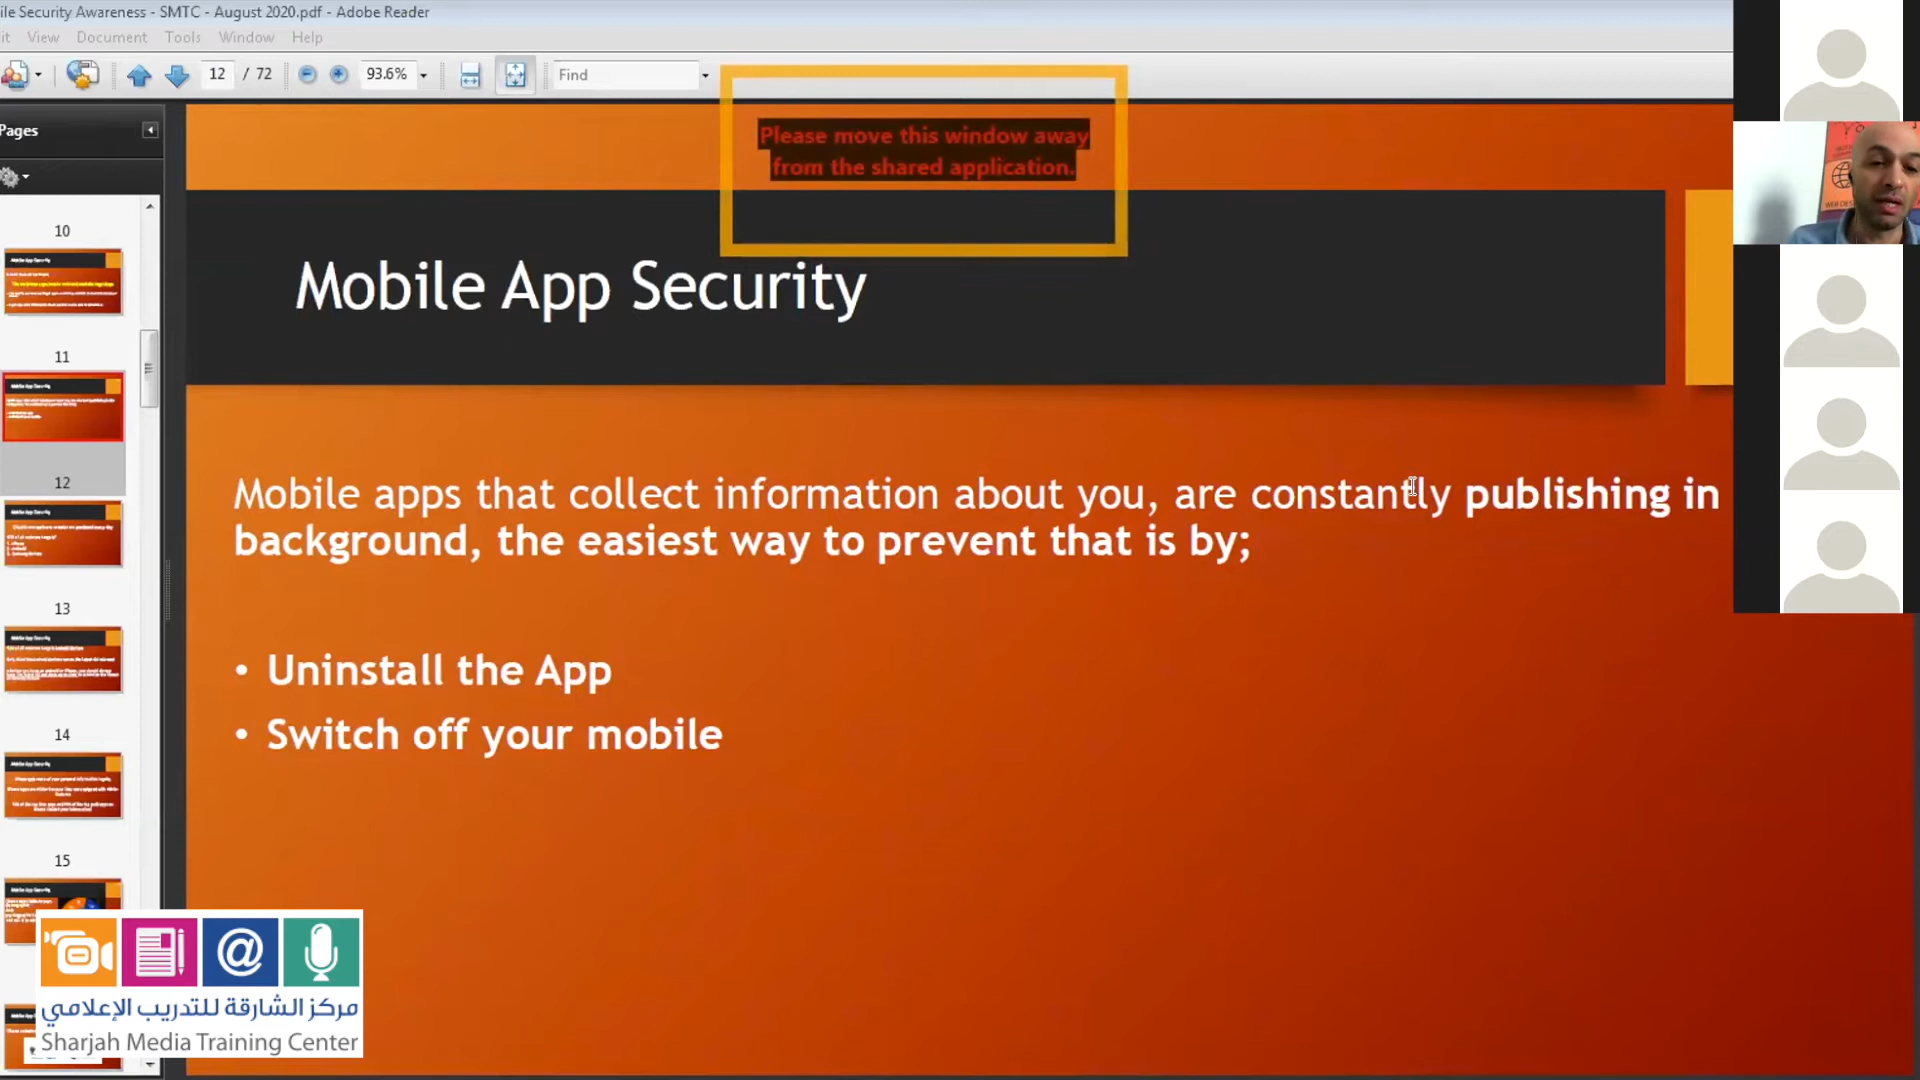 ile Security Awareness - SMTC - August 2020.pdf - Adobe Reader
it View Document Tools Window Help
12 / 72 93.6% Find
Please move this window away
from the shared application.
Pages
10
11
12
13
14
15
Mobile App Security
Mobile apps that collect information about you, are constantly publishing in
background, the easiest way to prevent that is by;
• Uninstall the App
• Switch off your mobile
مركز الشارقة للتدريب الإعلامي
Sharjah Media Training Center